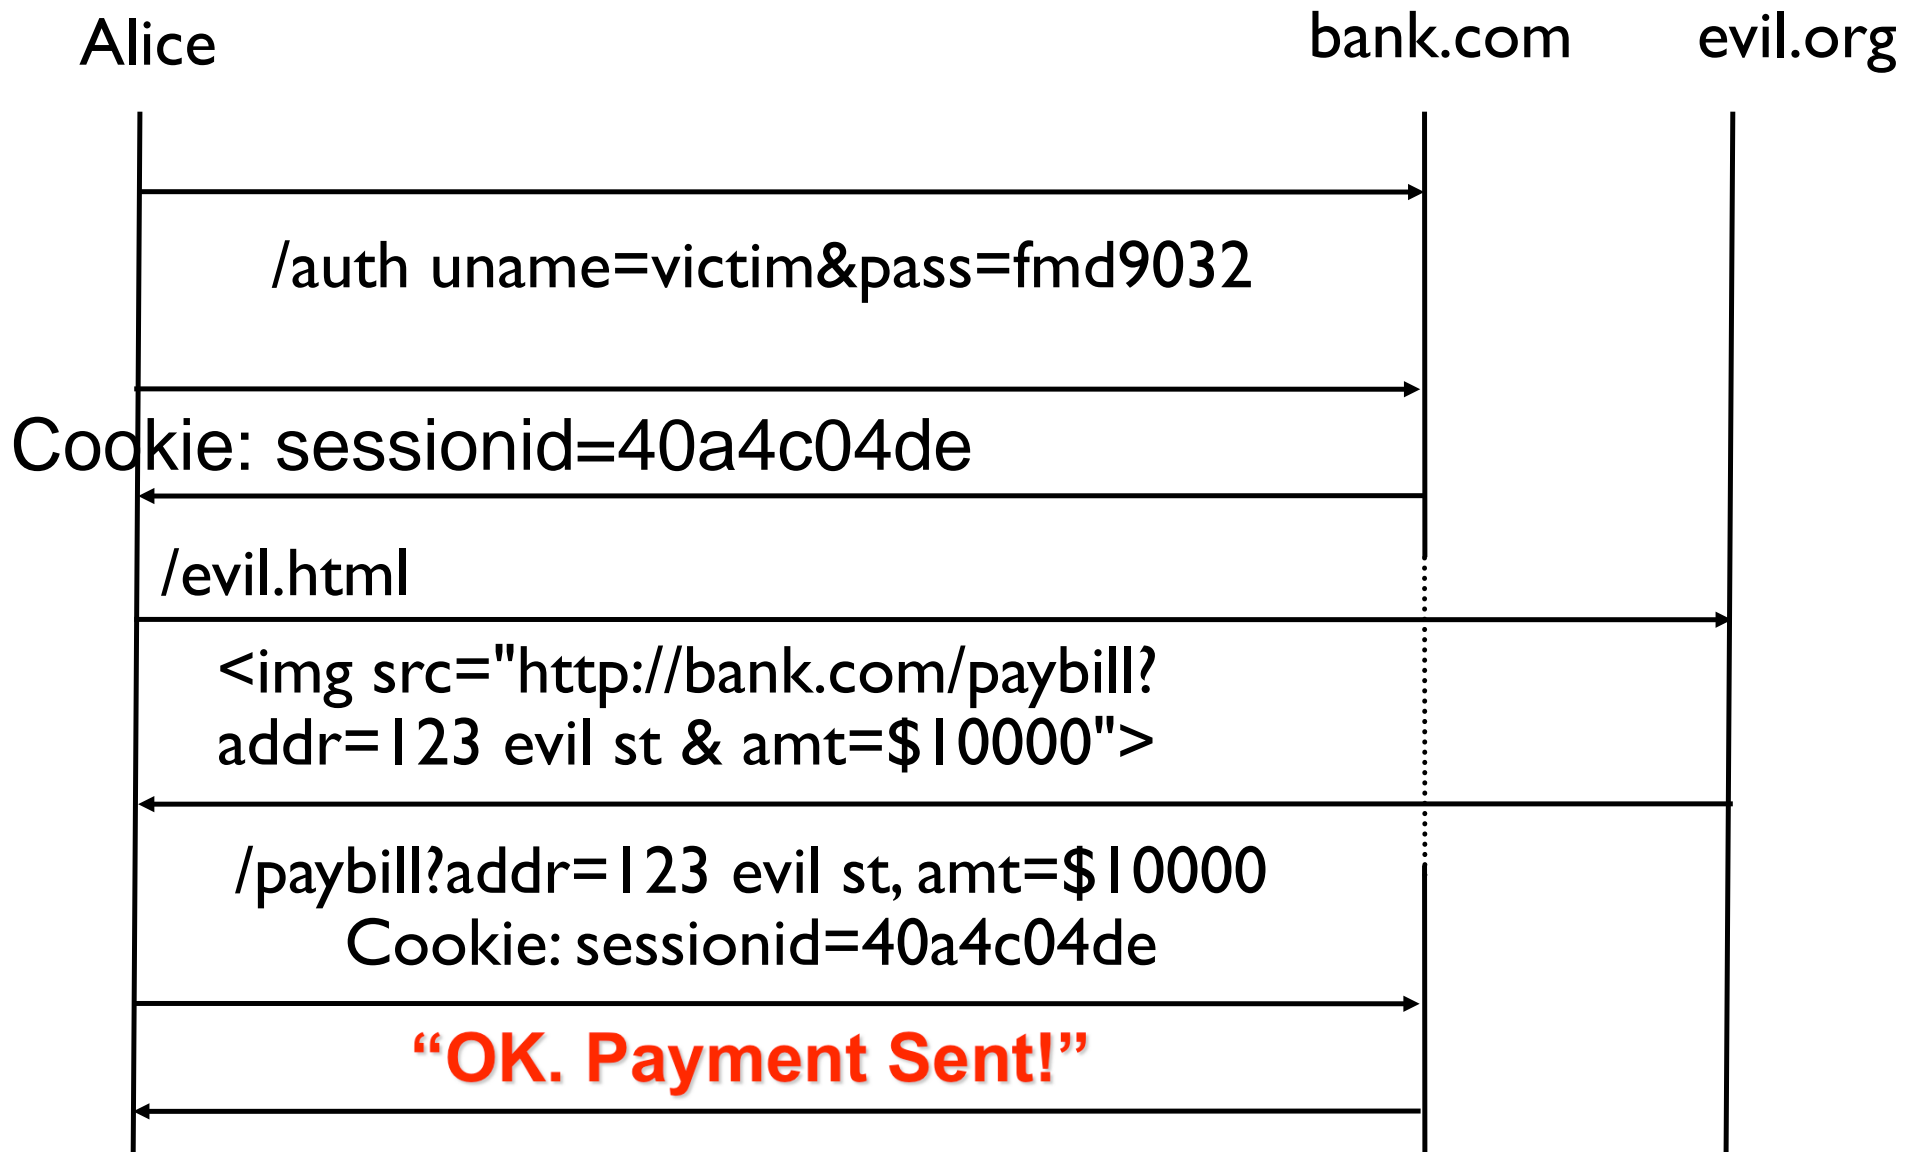 Alice
bank.com
evil.org
/auth uname=victim&pass=fmd9032
Cookie: sessionid=40a4c04de
/evil.html
<img src="http://bank.com/paybill?
addr=123 evil st & amt=$10000">
/paybill?addr=123 evil st, amt=$10000
Cookie: sessionid=40a4c04de
“OK. Payment Sent!”